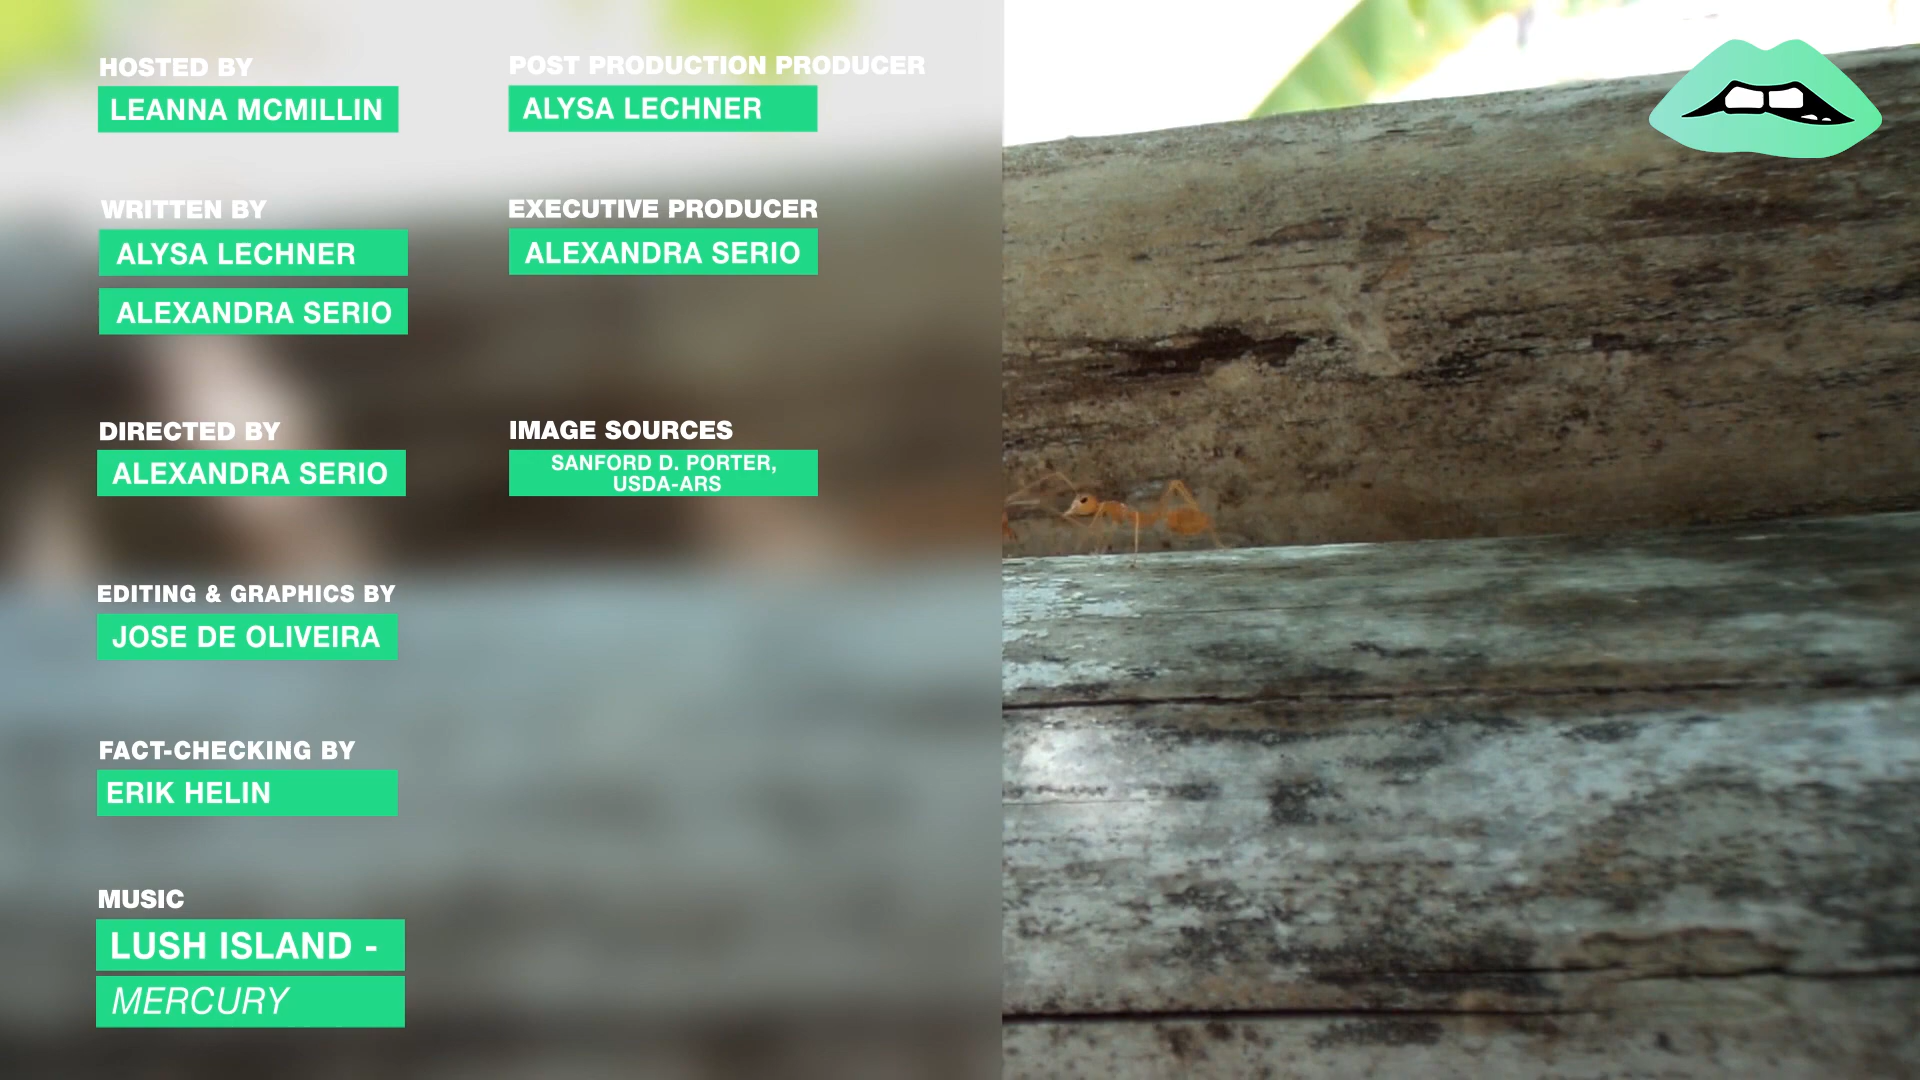 HOSTED BY
LEANNA MCMILLIN
WRITTEN BY
ALYSA LECHNER
ALEXANDRA SERIO
DIRECTED BY
ALEXANDRA SERIO
EDITING & GRAPHICS BY
JOSE DE OLIVEIRA
FACT-CHECKING BY
ERIK HELIN
MUSIC
LUSH ISLAND -
MERCURY
POST PRODUCTION PRODUCER
ALYSA LECHNER
EXECUTIVE PRODUCER
ALEXANDRA SERIO
IMAGE SOURCES
SANFORD D. PORTER,
USDA-ARS